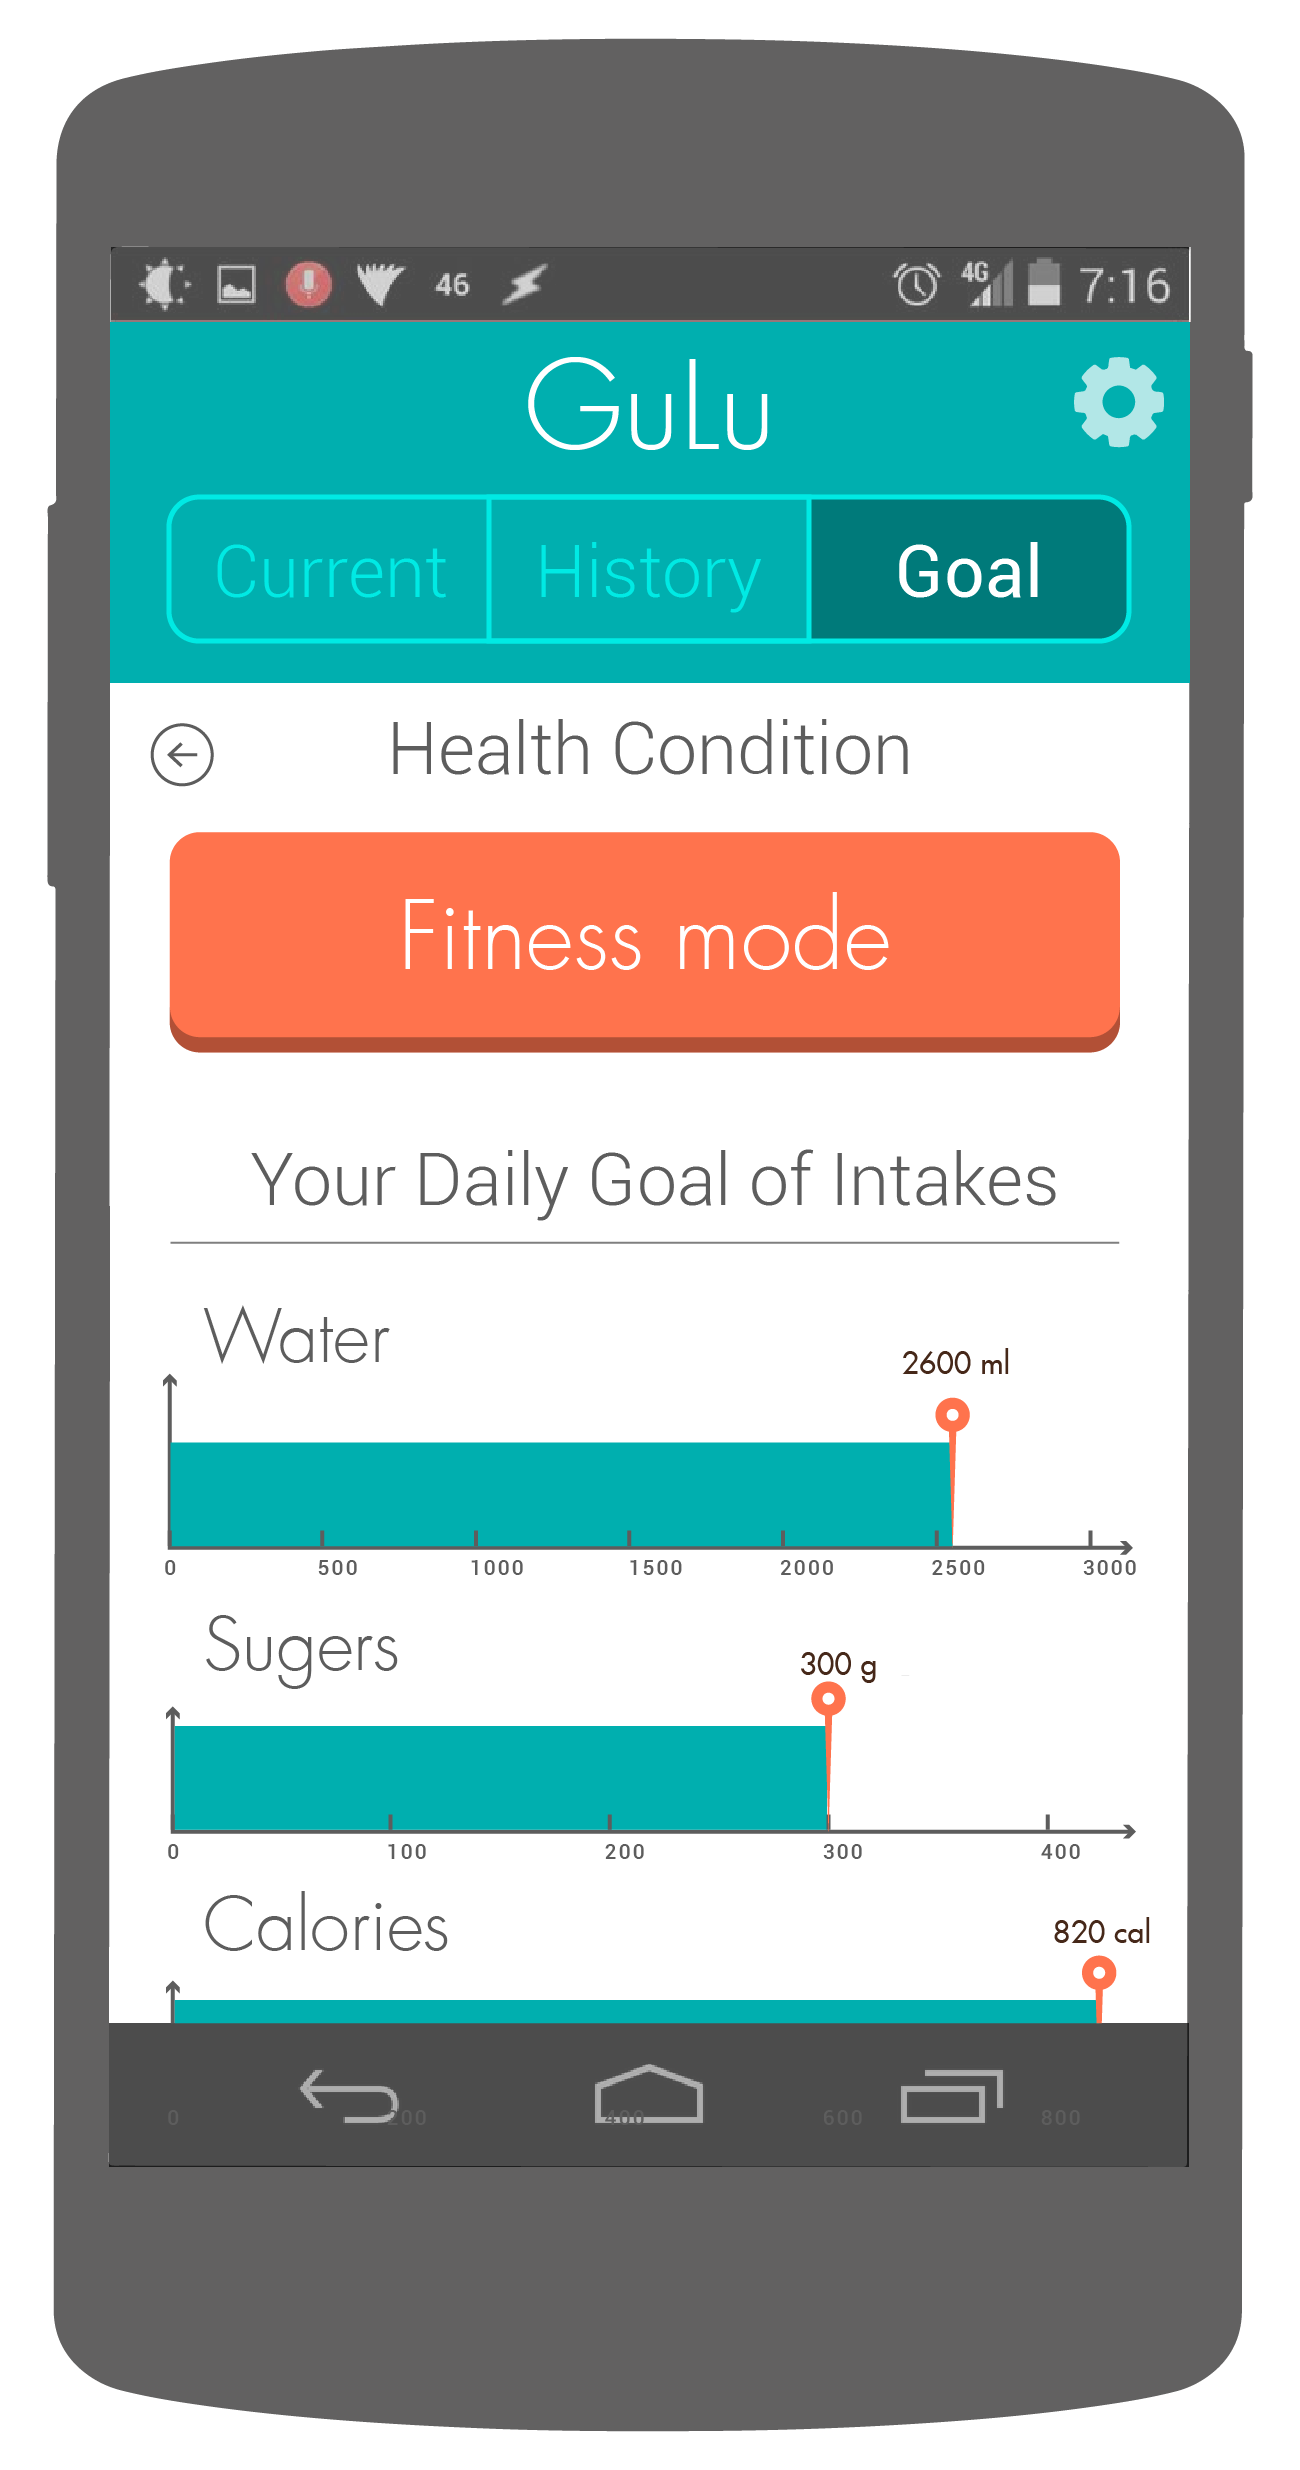 46 4G 7:16
GuLu
Current History Goal
Health Condition
Fitness mode
Your Daily Goal of Intakes
Water
2600 ml
0 500 1000 1500 2000 2500 3000
Sugers
300 g
0 100 200 300 400
Calories
820 cal
0 200 400 600 800